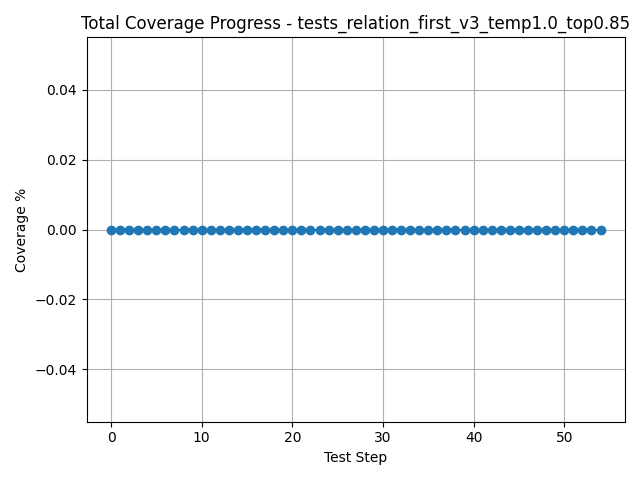 Total Coverage Progress - tests_relation_first_v3_temp1.0_top0.85
Coverage %
0.04
0.02
0.00
−0.02
−0.04
0 10 20 30 40 50
Test Step